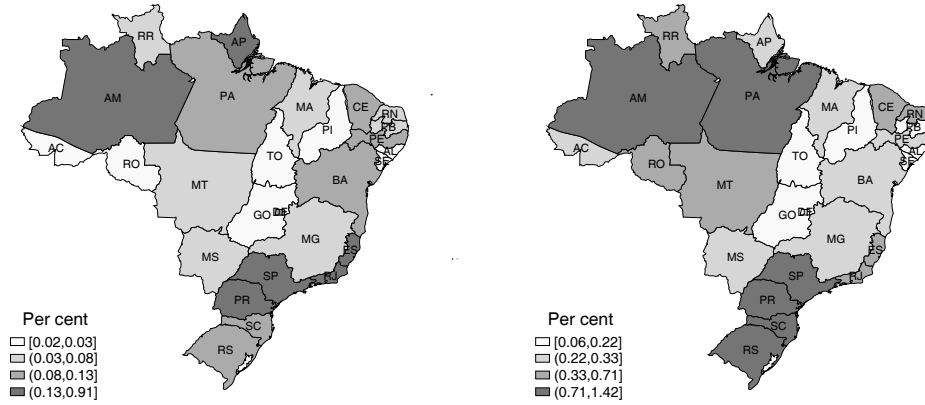 RR
AP
AM
PA
MA
CE
RN
PB
PE
PI
AL
SE
AC
RO
TO
BA
MT
GO
DF
MG
MS
ES
SP
RJ
PR
SC
RS
Per cent
[0.02,0.03]
(0.03,0.08]
(0.08,0.13]
(0.13,0.91]
RR
AP
AM
PA
MA
CE
RN
PB
PE
PI
AL
SE
AC
RO
TO
BA
MT
GO
DF
MG
MS
ES
SP
RJ
PR
SC
RS
Per cent
[0.06,0.22]
(0.22,0.33]
(0.33,0.71]
(0.71,1.42]